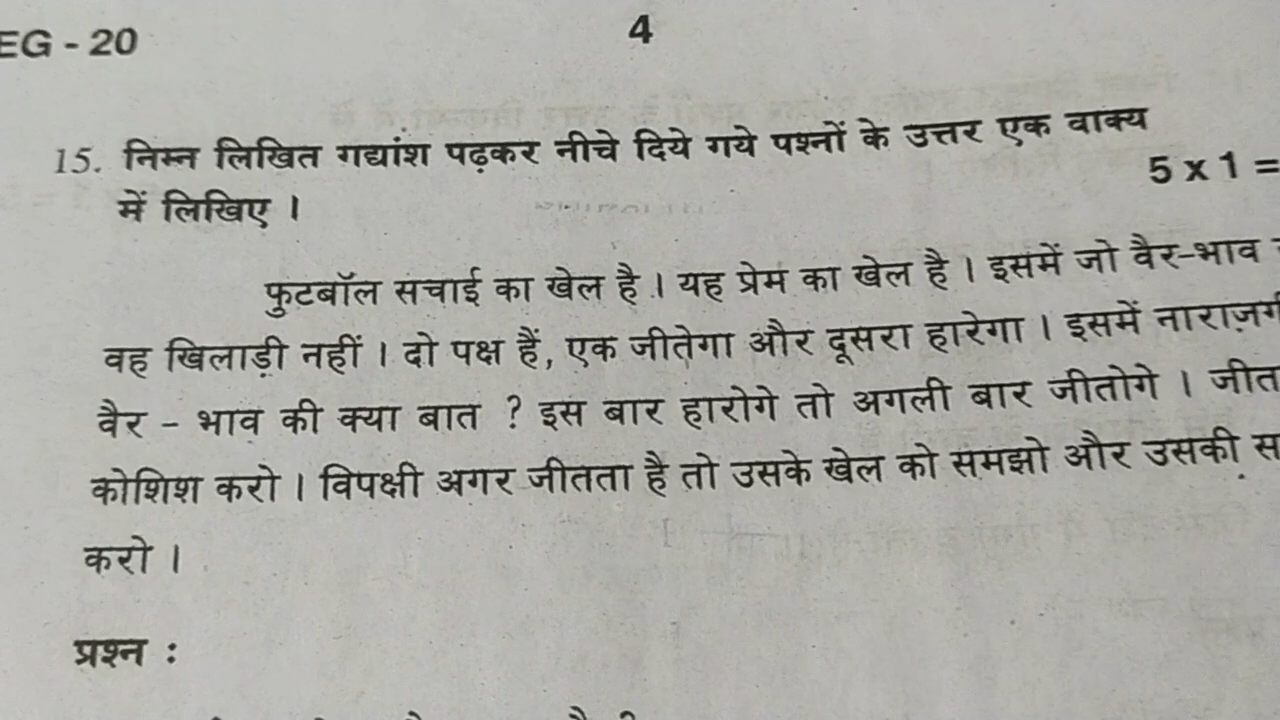 EG - 20
4
15. निम्न लिखित गद्यांश पढ़कर नीचे दिये गये पश्नों के उत्तर एक वाक्य
में लिखिए ।
5 x 1 =
फुटबॉल सचाई का खेल है । यह प्रेम का खेल है । इसमें जो वैर-भाव
वह खिलाड़ी नहीं । दो पक्ष हैं, एक जीतेगा और दूसरा हारेगा । इसमें
वैर - भाव की क्या बात ? इस बार हारोगे तो अगली बार जीतोगे । जीत
कोशिश करो । विपक्षी अगर जीतता है तो उसके खेल को समझो और उसकी
करो ।
प्रश्न :